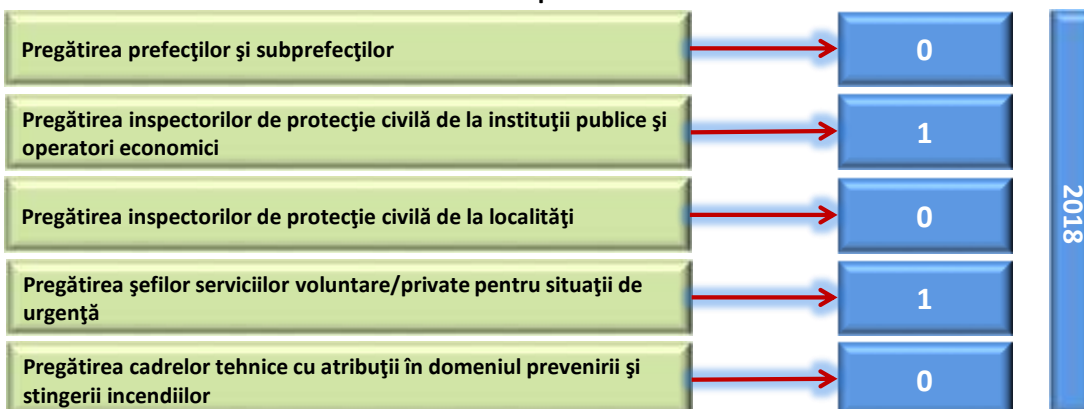 Pregătirea prefecţilor şi subprefecţilor
0
Pregătirea inspectorilor de protecţie civilă de la instituţii publice şi
operatori economici
1
Pregătirea inspectorilor de protecţie civilă de la localităţi
0
Pregătirea şefilor serviciilor voluntare/private pentru situaţii de
urgenţă
1
Pregătirea cadrelor tehnice cu atribuţii în domeniul prevenirii şi
stingerii incendiilor
0
2018